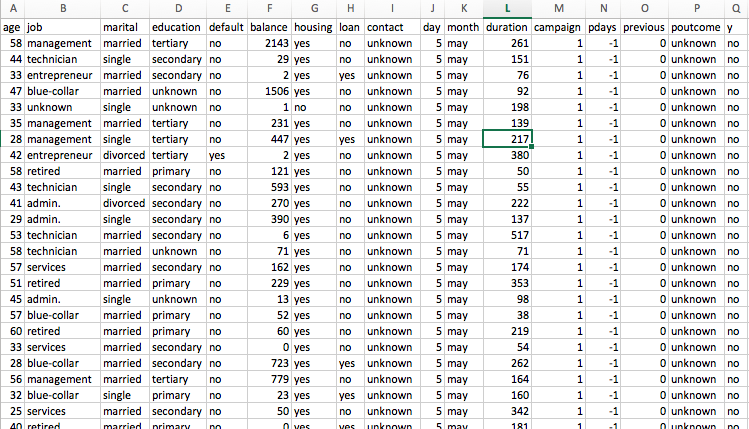 A B C D E F G H I J K L M N O P Q
age job marital education default balance housing loan contact day month duration campaign pdays previous poutcome y
58 management married tertiary no 2143 yes no unknown 5 may 261 1 -1 0 unknown no
44 technician single secondary no 29 yes no unknown 5 may 151 1 -1 0 unknown no
33 entrepreneur married secondary no 2 yes yes unknown 5 may 76 1 -1 0 unknown no
47 blue-collar married unknown no 1506 yes no unknown 5 may 92 1 -1 0 unknown no
33 unknown single unknown no 1 no no unknown 5 may 198 1 -1 0 unknown no
35 management married tertiary no 231 yes no unknown 5 may 139 1 -1 0 unknown no
28 management single tertiary no 447 yes yes unknown 5 may 217 1 -1 0 unknown no
42 entrepreneur divorced tertiary yes 2 yes no unknown 5 may 380 1 -1 0 unknown no
58 retired married primary no 121 yes no unknown 5 may 50 1 -1 0 unknown no
43 technician single secondary no 593 yes no unknown 5 may 55 1 -1 0 unknown no
41 admin. divorced secondary no 270 yes no unknown 5 may 222 1 -1 0 unknown no
29 admin. single secondary no 390 yes no unknown 5 may 137 1 -1 0 unknown no
53 technician married secondary no 6 yes no unknown 5 may 517 1 -1 0 unknown no
58 technician married unknown no 71 yes no unknown 5 may 71 1 -1 0 unknown no
57 services married secondary no 162 yes no unknown 5 may 174 1 -1 0 unknown no
51 retired married primary no 229 yes no unknown 5 may 353 1 -1 0 unknown no
45 admin. single unknown no 13 yes no unknown 5 may 98 1 -1 0 unknown no
57 blue-collar married primary no 52 yes no unknown 5 may 38 1 -1 0 unknown no
60 retired married primary no 60 yes no unknown 5 may 219 1 -1 0 unknown no
33 services married secondary no 0 yes no unknown 5 may 54 1 -1 0 unknown no
28 blue-collar married secondary no 723 yes yes unknown 5 may 262 1 -1 0 unknown no
56 management married tertiary no 779 yes no unknown 5 may 164 1 -1 0 unknown no
32 blue-collar single primary no 23 yes yes unknown 5 may 160 1 -1 0 unknown no
25 services married secondary no 50 yes no unknown 5 may 342 1 -1 0 unknown no
40 retired married primary no 0 yes yes unknown 5 may 181 1 -1 0 unknown no